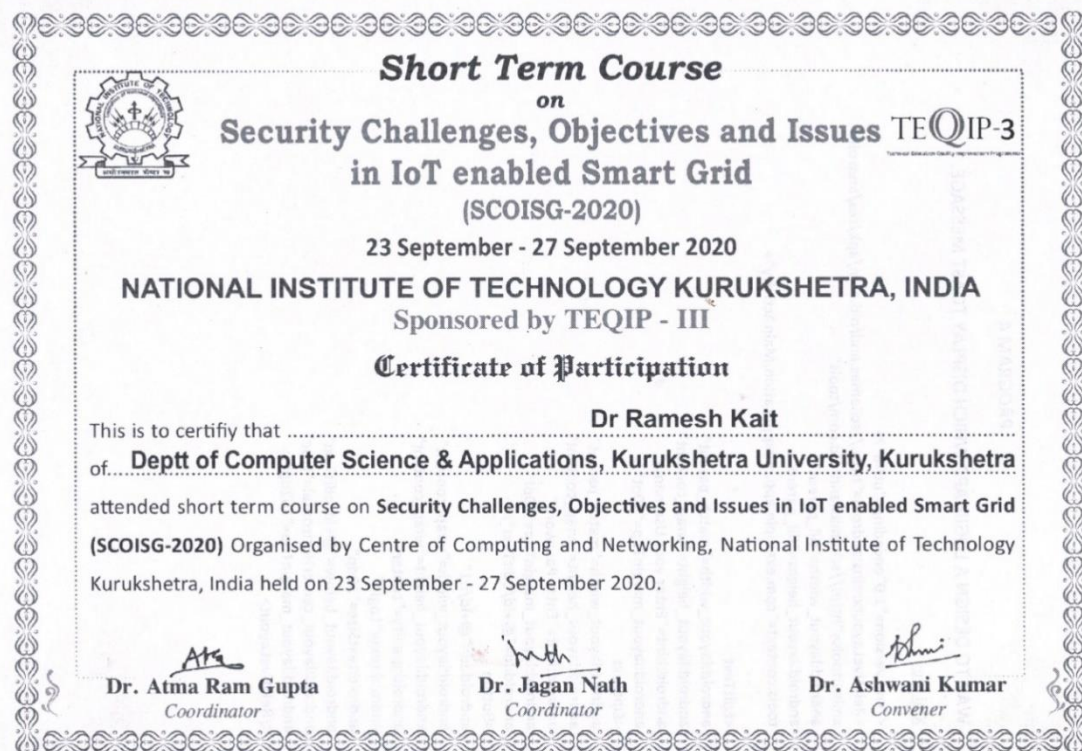 Short Term Course
on
Security Challenges, Objectives and Issues
in IoT enabled Smart Grid
(SCOISG-2020)
TEQIP-3
23 September - 27 September 2020
NATIONAL INSTITUTE OF TECHNOLOGY KURUKSHETRA, INDIA
Sponsored by TEQIP - III
Certificate of Participation
This is to certifiy that Dr Ramesh Kait
of Deptt of Computer Science & Applications, Kurukshetra University, Kurukshetra
attended short term course on Security Challenges, Objectives and Issues in IoT enabled Smart Grid
(SCOISG-2020) Organised by Centre of Computing and Networking, National Institute of Technology
Kurukshetra, India held on 23 September - 27 September 2020.
Dr. Atma Ram Gupta
Coordinator
Dr. Jagan Nath
Coordinator
Dr. Ashwani Kumar
Convener